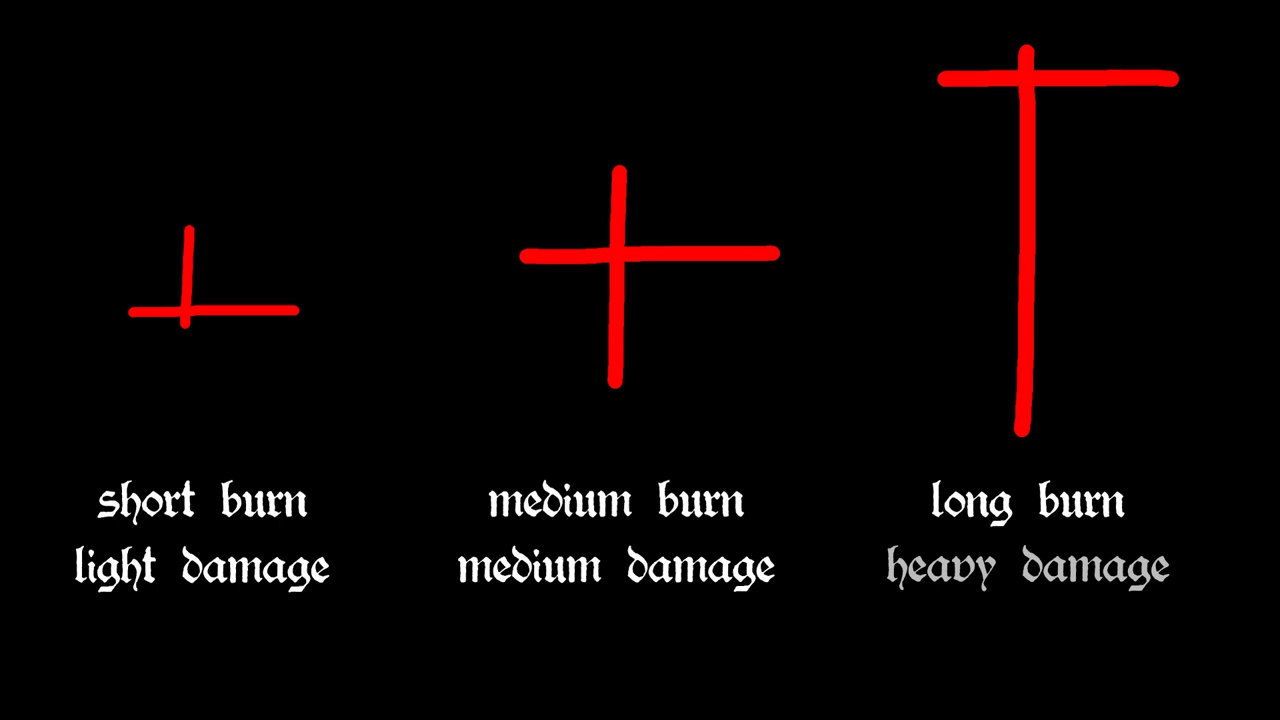 short burn
light damage
medium burn
medium damage
long burn
heavy damage